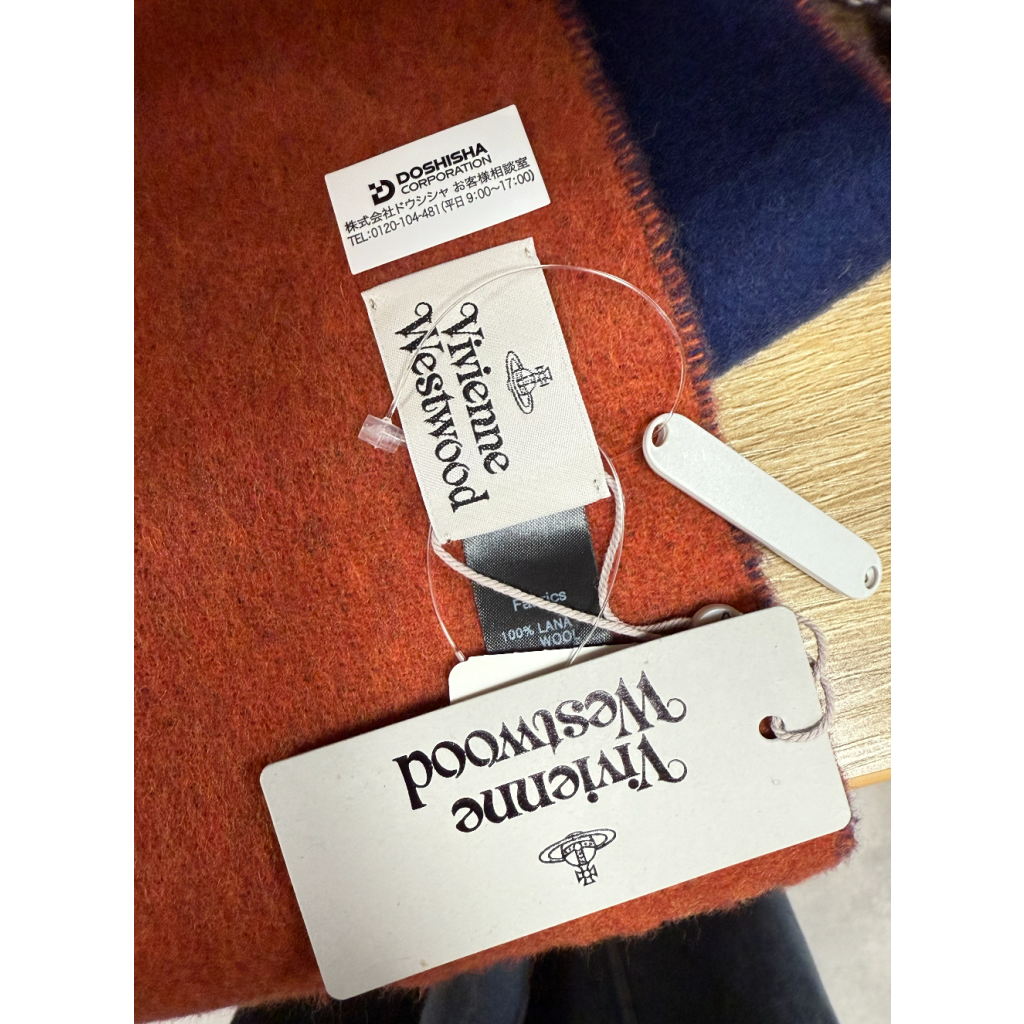 DOSHISHA
CORPORATION
株式会社ドウシシャ お客様相談室
TEL:0120-104-481(平日 9:00~17:00)
Vivienne
Westwood
Fabrics
100% LANA
WOOL
Vivienne
Westwood